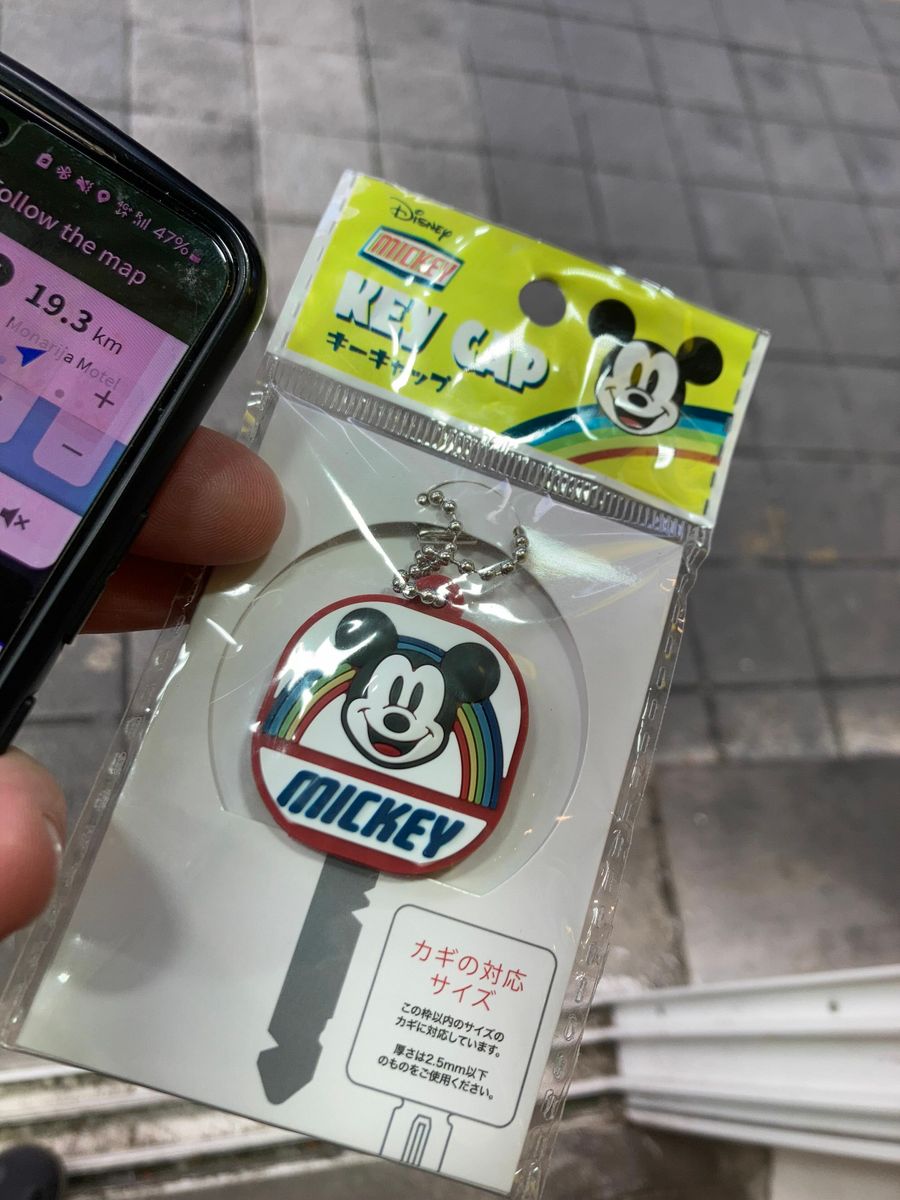 47%
ollow the map
19.3 km
Monarija Motel
+
−
Disney
MICKEY
KEY CAP
キーキャップ
MICKEY
カギの対応
サイズ
この枠以内のサイズの
カギに対応しています。
厚さは2.5mm以下
のものをご使用ください。